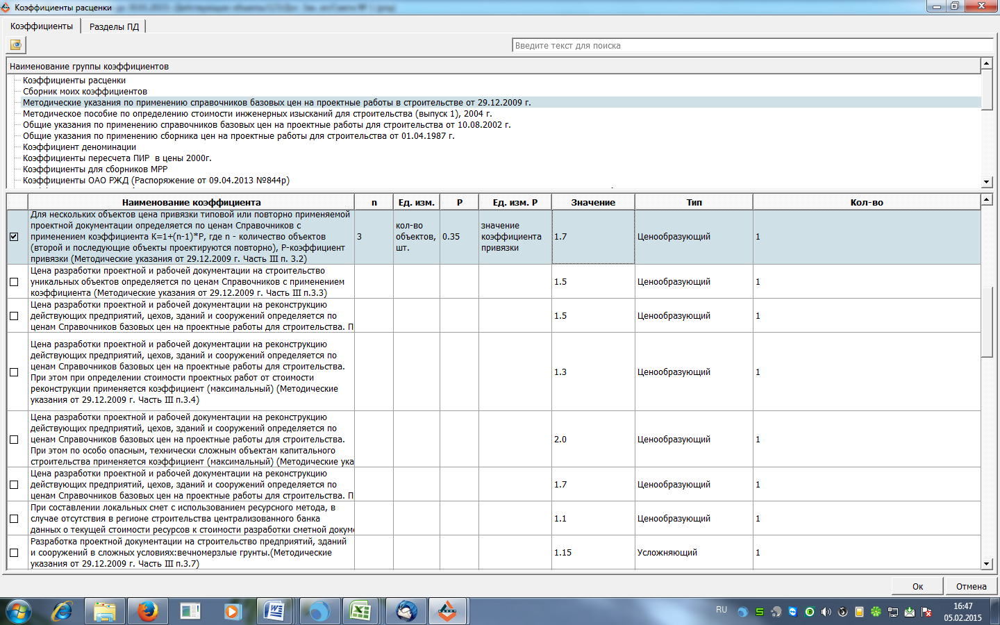 Коэффициенты расценки
Коэффициенты
Разделы ПД
Введите текст для поиска
Наименование группы коэффициентов
Коэффициенты расценки
Сборник моих коэффициентов
Методические указания по применению справочников базовых цен на проектные работы в строительстве от 29.12.2009 г.
Методическое пособие по определению стоимости инженерных изысканий для строительства (выпуск 1), 2004 г.
Общие указания по применению справочников базовых цен на проектные работы для строительства от 10.08.2002 г.
Общие указания по применению сборника цен на проектные работы для строительства от 01.04.1987 г.
Коэффициент деноминации
Коэффициенты пересчета ПИР в цены 2000г.
Коэффициенты для сборников МРР
Коэффициенты ОАО РЖД (Распоряжение от 09.04.2013 №844р)
Наименование коэффициента n Ед. изм. P Ед. изм. P Значение Тип Кол-во
Для нескольких объектов цена привязки типовой или повторно применяемой
проектной документации определяется по ценам Справочников с
применением коэффициента K=1+(n-1)*P, где n - количество объектов
(второй и последующие объекты проектируются повторно), P-коэффициент
привязки (Методические указания от 29.12.2009 г. Часть III п. 3.2)
3
кол-во
объектов,
шт.
0.35
значение
коэффициента
привязки
1.7 Ценообразующий 1
Цена разработки проектной и рабочей документации на строительство
уникальных объектов определяется по ценам Справочников с применением
коэффициента (Методические указания от 29.12.2009 г. Часть III п.3.3)
1.5 Ценообразующий 1
Цена разработки проектной и рабочей документации на реконструкцию
действующих предприятий, цехов, зданий и сооружений определяется по
ценам Справочников базовых цен на проектные работы для строительства. П
1.5 Ценообразующий 1
Цена разработки проектной и рабочей документации на реконструкцию
действующих предприятий, цехов, зданий и сооружений определяется по
ценам Справочников базовых цен на проектные работы для строительства.
При этом при определении стоимости проектных работ от стоимости
реконструкции применяется коэффициент (максимальный) (Методические
указания от 29.12.2009 г. Часть III п.3.4)
1.3 Ценообразующий 1
Цена разработки проектной и рабочей документации на реконструкцию
действующих предприятий, цехов, зданий и сооружений определяется по
ценам Справочников базовых цен на проектные работы для строительства.
При этом по особо опасным, технически сложным объектам капитального
строительства применяется коэффициент (максимальный) (Методические ука
2.0 Ценообразующий 1
Цена разработки проектной и рабочей документации на реконструкцию
действующих предприятий, цехов, зданий и сооружений определяется по
ценам Справочников базовых цен на проектные работы для строительства. П
1.7 Ценообразующий 1
При составлении локальных смет с использованием ресурсного метода, в
случае отсутствия в регионе строительства централизованного банка
данных о текущей стоимости ресурсов к стоимости разработки сметной докум
1.1 Ценообразующий 1
Разработка проектной документации на строительство предприятий, зданий
и сооружений в сложных условиях:вечномерзлые грунты.(Методические
указания от 29.12.2009 г. Часть III п.3.7)
1.15 Усложняющий 1
Ок
Отмена
RU
16:47
05.02.2015